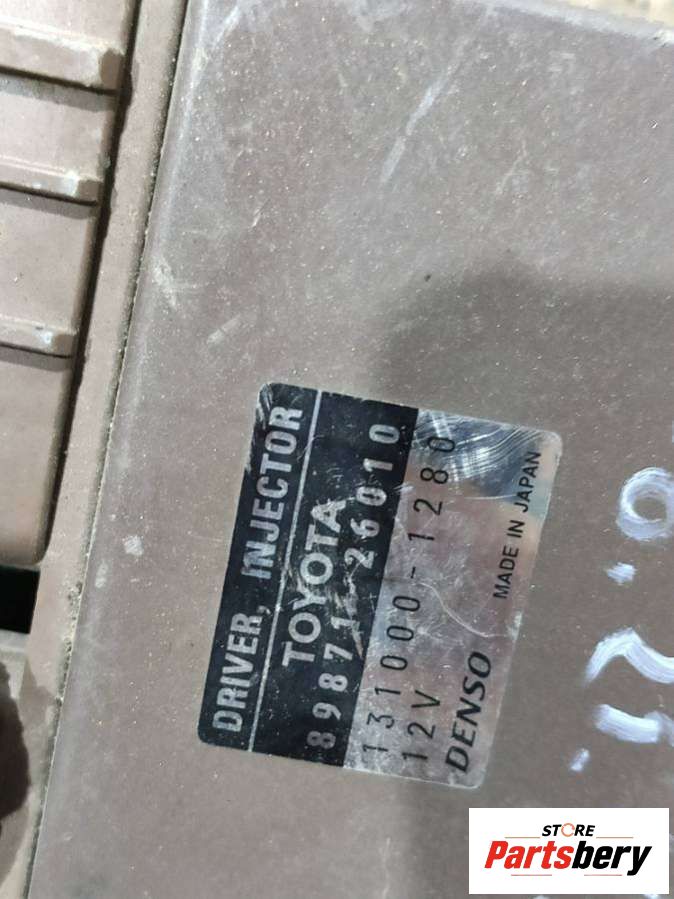 DRIVER, INJECTOR
TOYOTA
89871-26010
131000-1280
12V
DENSO
MADE IN JAPAN
STORE
Partsbery